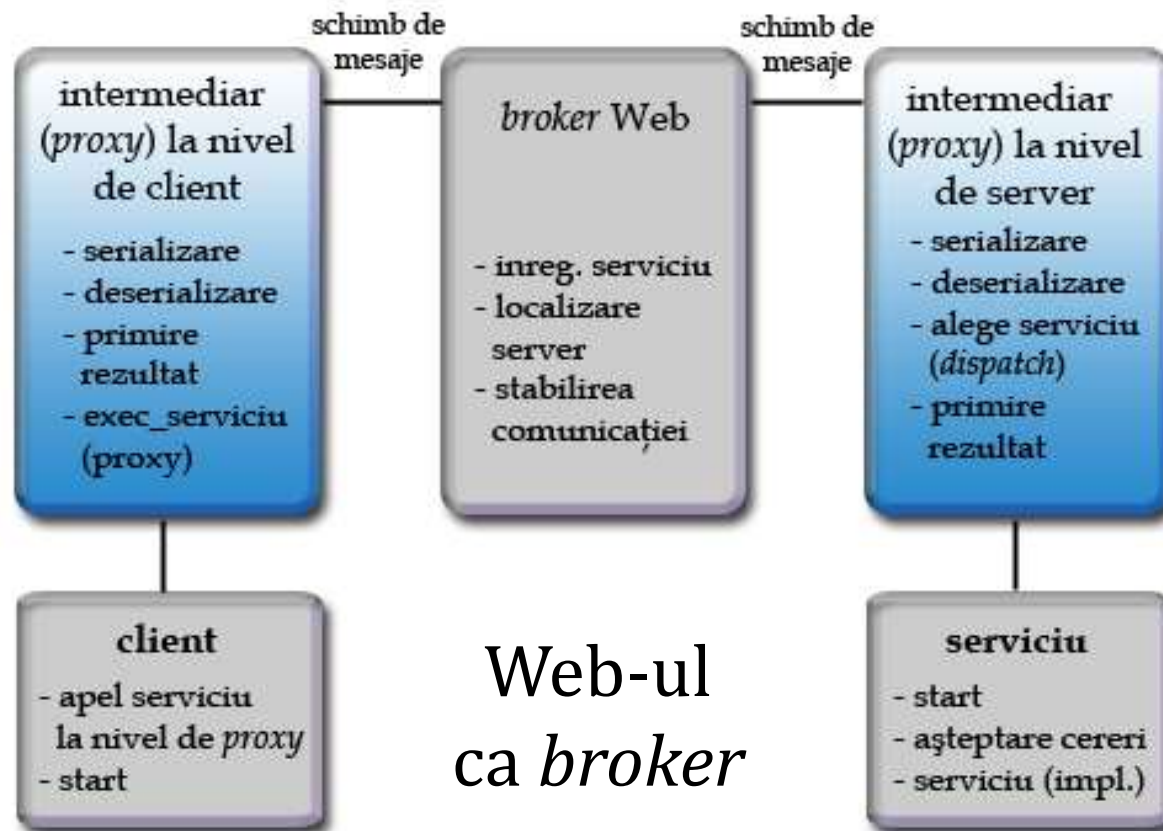 schimb de
mesaje
schimb de
mesaje
intermediar
(proxy) la nivel
de client
- serializare
- deserializare
- primire
rezultat
- exec_serviciu
(proxy)
broker Web
- inreg. serviciu
- localizare
server
- stabilirea
comunicaţiei
intermediar
(proxy) la nivel
de server
- serializare
- deserializare
- alege serviciu
(dispatch)
- primire
rezultat
client
- apel serviciu
la nivel de proxy
- start
Web-ul
ca broker
serviciu
- start
- aşteptare cereri
- serviciu (impl.)